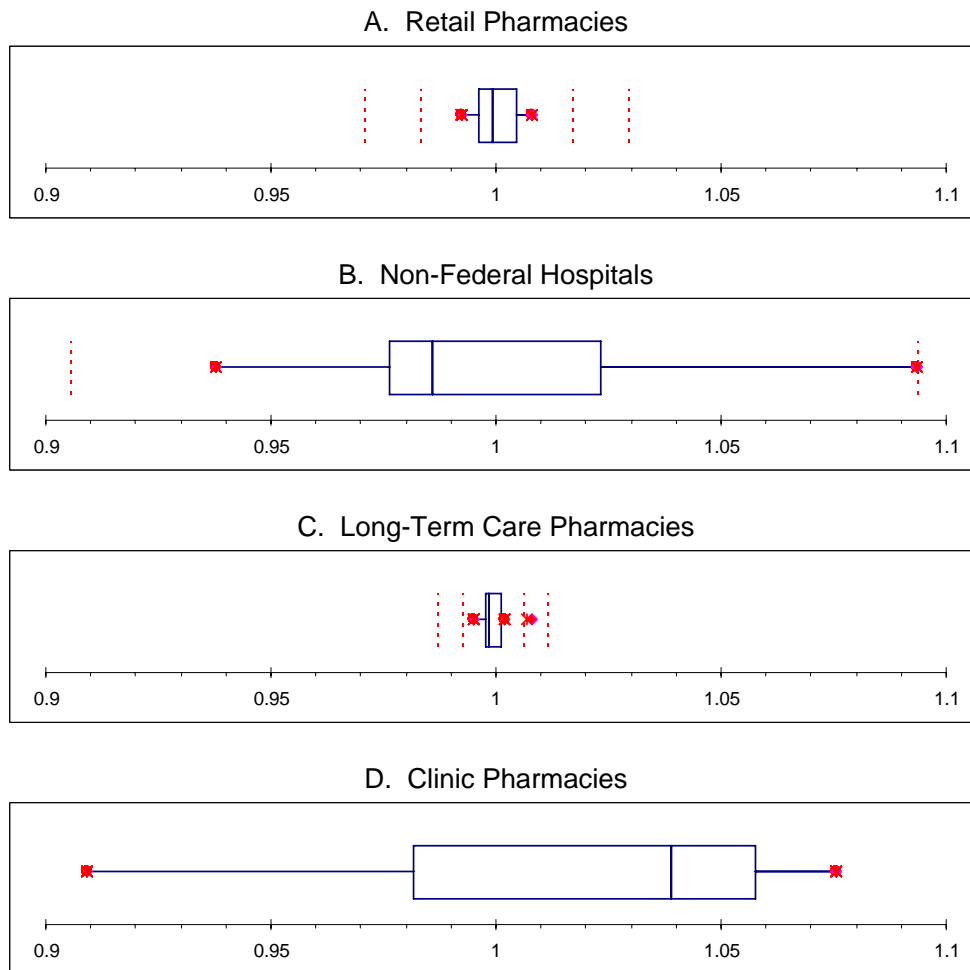 A. Retail Pharmacies
0.9 0.95 1 1.05 1.1
B. Non-Federal Hospitals
0.9 0.95 1 1.05 1.1
C. Long-Term Care Pharmacies
0.9 0.95 1 1.05 1.1
D. Clinic Pharmacies
0.9 0.95 1 1.05 1.1